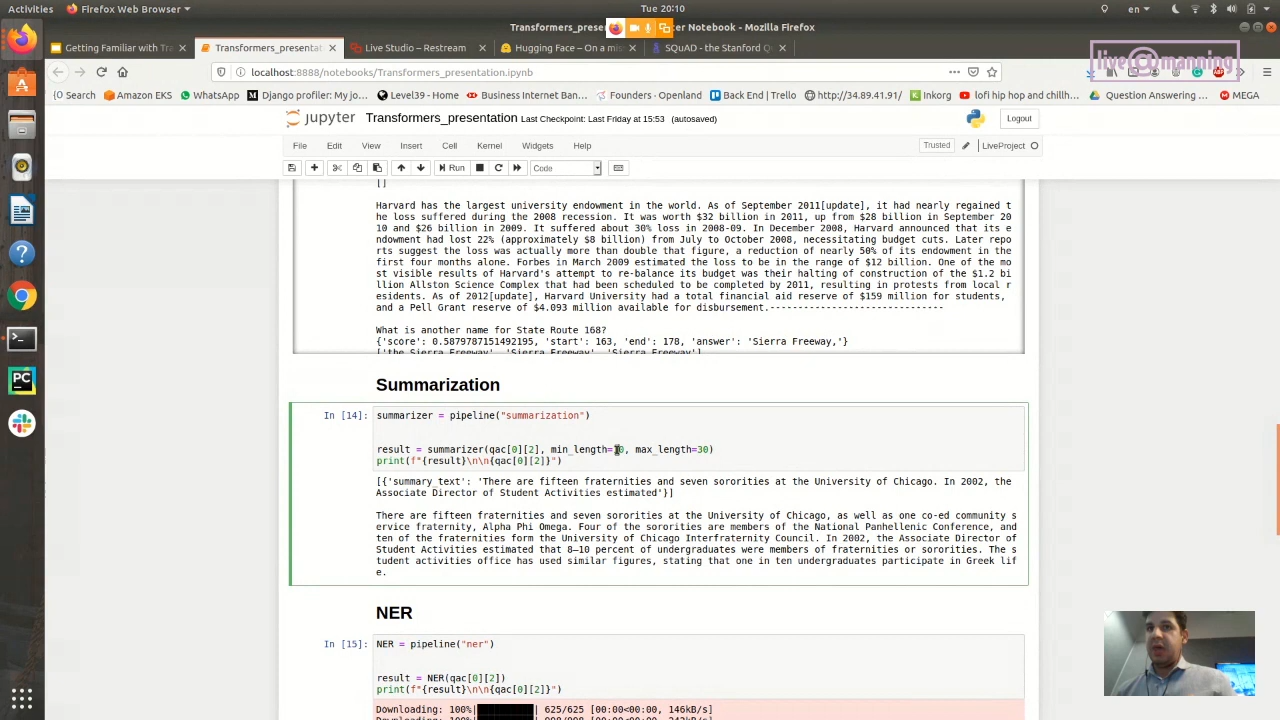 Activities
Firefox Web Browser
Tue 20:10
en
Transformers_presenta
er Notebook - Mozilla Firefox
Getting Familiar with Tra
Transformers_presentat
Live Studio – Restream
Hugging Face – On a mis
SQuAD - the Stanford Qu
live@manning
localhost:8888/notebooks/Transformers_presentation.ipynb
Search
Amazon EKS
WhatsApp
Django profiler: My jo...
Level39 - Home
Business Internet Ban...
Founders · Openland
Back End | Trello
http://34.89.41.91/
Inkorg
lofi hip hop and chillh...
Question Answering ...
MEGA
jupyter
Transformers_presentation Last Checkpoint: Last Friday at 15:53 (autosaved)
Logout
File
Edit
View
Insert
Cell
Kernel
Widgets
Help
Trusted
LiveProject
Run
Code
[]
Harvard has the largest university endowment in the world. As of September 2011[update], it had nearly regained t
he loss suffered during the 2008 recession. It was worth $32 billion in 2011, up from $28 billion in September 20
10 and $26 billion in 2009. It suffered about 30% loss in 2008-09. In December 2008, Harvard announced that its e
ndowment had lost 22% (approximately $8 billion) from July to October 2008, necessitating budget cuts. Later repo
rts suggest the loss was actually more than double that figure, a reduction of nearly 50% of its endowment in the
first four months alone. Forbes in March 2009 estimated the loss to be in the range of $12 billion. One of the mo
st visible results of Harvard's attempt to re-balance its budget was their halting of construction of the $1.2 bi
llion Allston Science Complex that had been scheduled to be completed by 2011, resulting in protests from local r
esidents. As of 2012[update], Harvard University had a total financial aid reserve of $159 million for students,
and a Pell Grant reserve of $4.093 million available for disbursement.------------------------------
What is another name for State Route 168?
{'score': 0.5879787151492195, 'start': 163, 'end': 178, 'answer': 'Sierra Freeway,'}
['the Sierra Freeway', 'Sierra Freeway', 'Sierra Freeway']
Summarization
In [14]:
summarizer = pipeline("summarization")
result = summarizer(qac[0][2], min_length=10, max_length=30)
print(f"{result}\n\n{qac[0][2]}")
[{'summary_text': 'There are fifteen fraternities and seven sororities at the University of Chicago. In 2002, the
Associate Director of Student Activities estimated'}]
There are fifteen fraternities and seven sororities at the University of Chicago, as well as one co-ed community s
ervice fraternity, Alpha Phi Omega. Four of the sororities are members of the National Panhellenic Conference, and
ten of the fraternities form the University of Chicago Interfraternity Council. In 2002, the Associate Director of
Student Activities estimated that 8–10 percent of undergraduates were members of fraternities or sororities. The s
tudent activities office has used similar figures, stating that one in ten undergraduates participate in Greek lif
e.
NER
In [15]:
NER = pipeline("ner")
result = NER(qac[0][2])
print(f"{result}\n\n{qac[0][2]}")
Downloading: 100%
625/625 [00:00<00:00, 146kB/s]